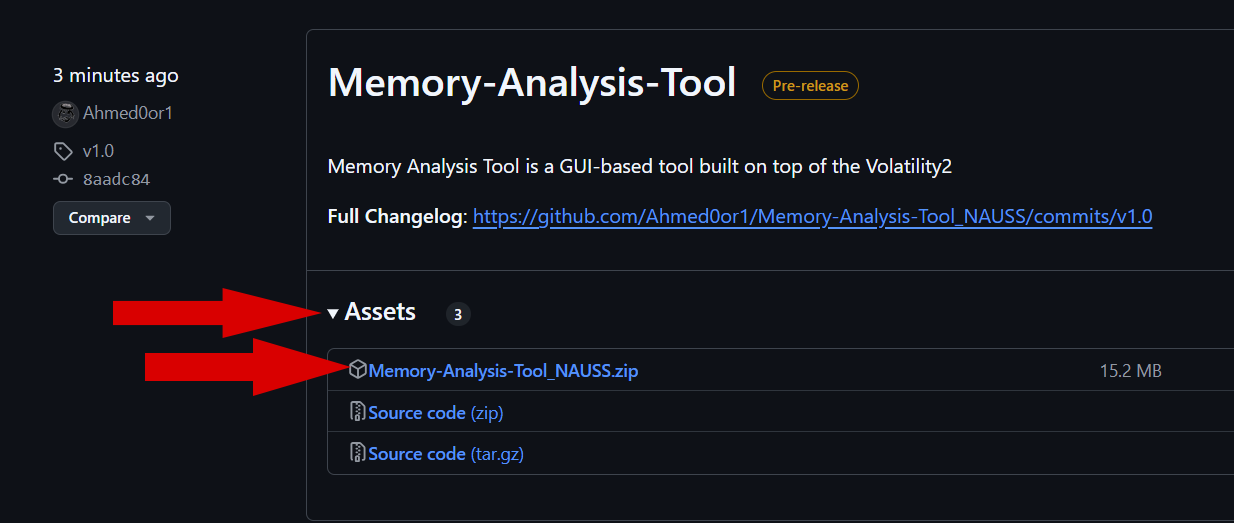 3 minutes ago
Ahmed0or1
v1.0
8aadc84
Compare
Memory-Analysis-Tool Pre-release
Memory Analysis Tool is a GUI-based tool built on top of the Volatility2
Full Changelog: https://github.com/Ahmed0or1/Memory-Analysis-Tool_NAUSS/commits/v1.0
Assets 3
Memory-Analysis-Tool_NAUSS.zip 15.2 MB
Source code (zip)
Source code (tar.gz)